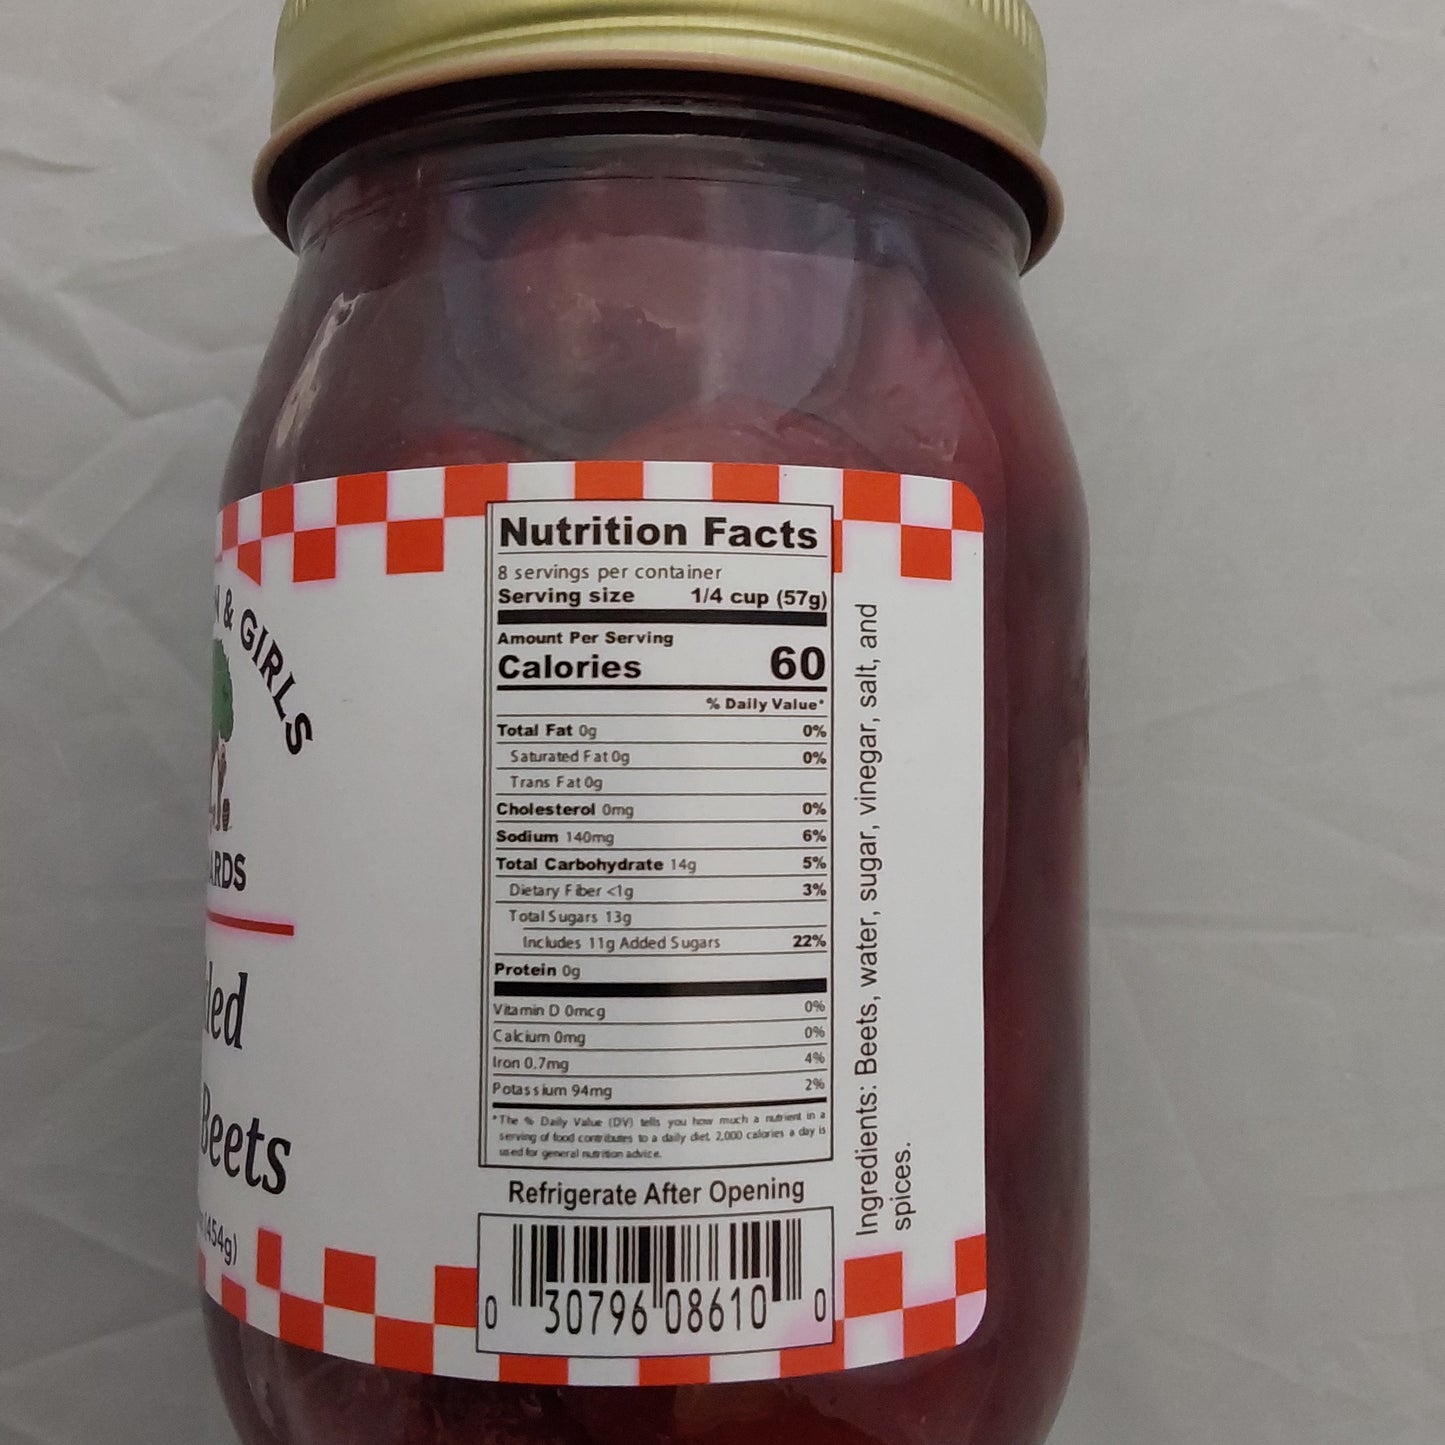 & GIRLS
Beets
(454g)
Nutrition Facts
8 servings per container
Serving size 1/4 cup (57g)
Amount Per Serving
Calories 60
% Daily Value*
Total Fat 0g 0%
Saturated Fat 0g 0%
Trans Fat 0g
Cholesterol 0mg 0%
Sodium 140mg 6%
Total Carbohydrate 14g 5%
Dietary Fiber <1g 3%
Total Sugars 13g
Includes 11g Added Sugars 22%
Protein 0g
Vitamin D 0mcg 0%
Calcium 0mg 0%
Iron 0.7mg 4%
Potassium 94mg 2%
*The % Daily Value (DV) tells you how much a nutrient in a
serving of food contributes to a daily diet. 2,000 calories a day is
used for general nutrition advice.
Refrigerate After Opening
0 30796 08610 0
Ingredients: Beets, water, sugar, vinegar, salt, and
spices.